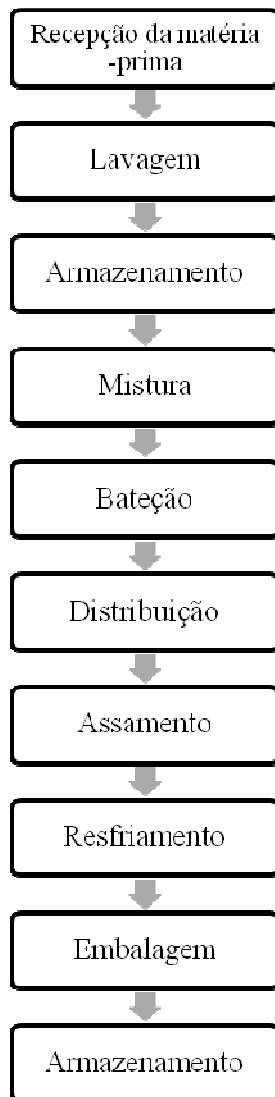 Recepção da matéria
-prima
Lavagem
Armazenamento
Mistura
Bateção
Distribuição
Assamento
Resfriamento
Embalagem
Armazenamento